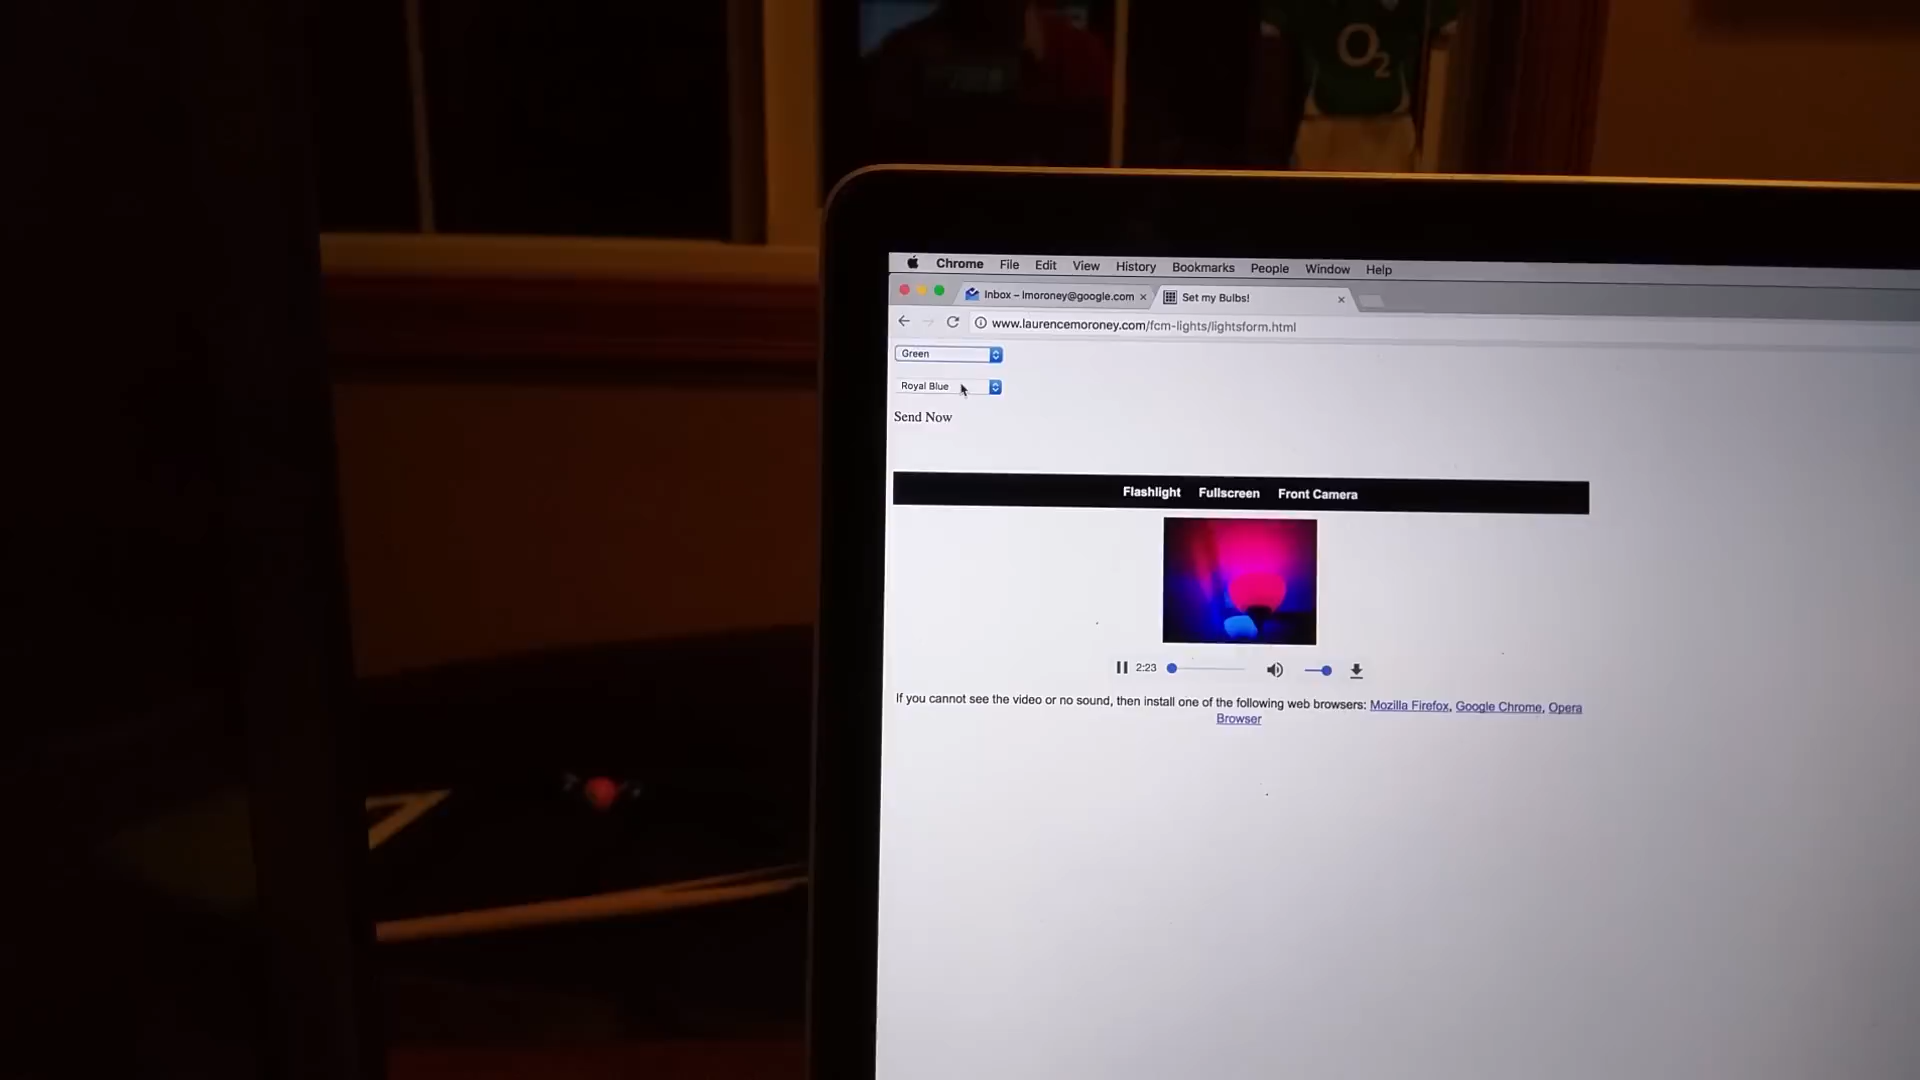 O2
Chrome File Edit View History Bookmarks People Window Help
Inbox – lmoroney@google.com × Set my Bulbs! ×
www.laurencemoroney.com/fcm-lights/lightsform.html
Green
Royal Blue
Send Now
Flashlight Fullscreen Front Camera
2:23
If you cannot see the video or no sound, then install one of the following web browsers: Mozilla Firefox, Google Chrome, Opera
Browser